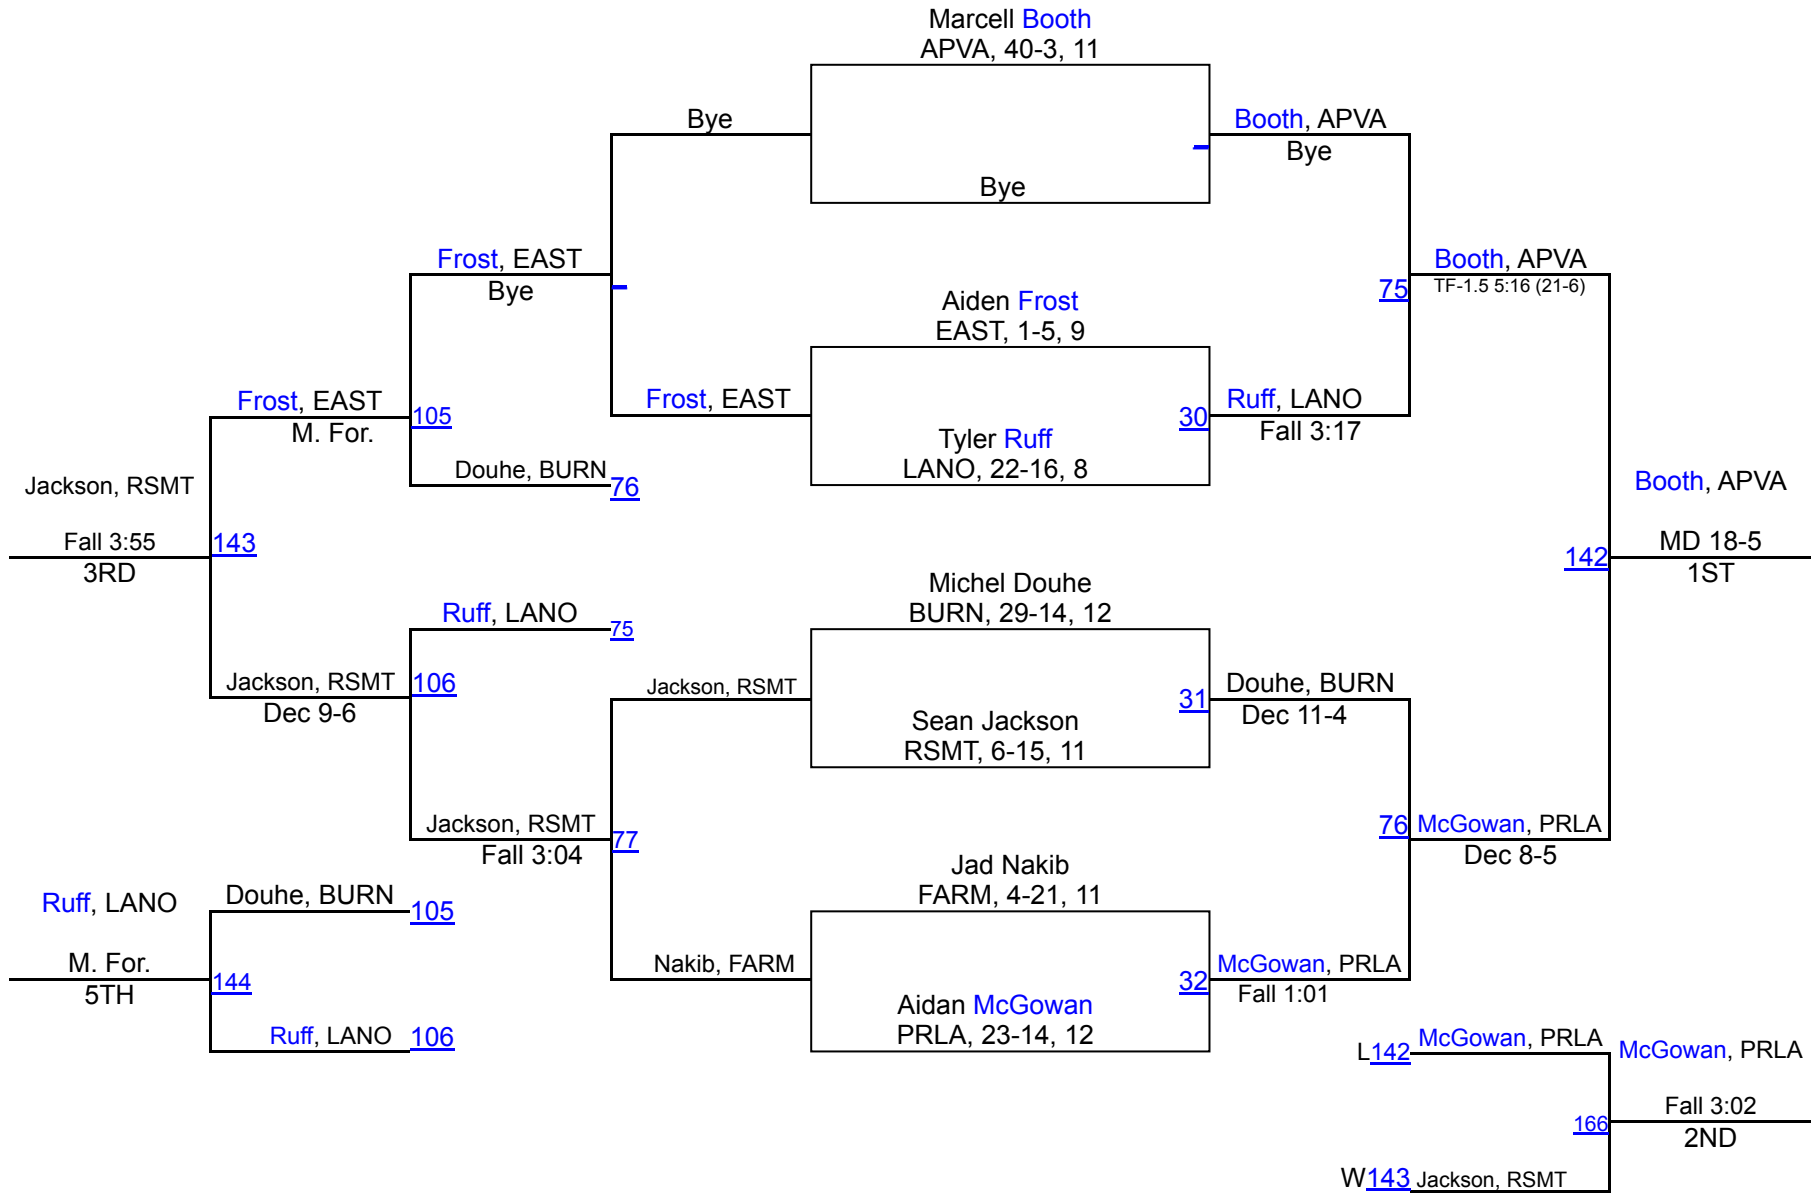 Marcell Booth
APVA, 40-3, 11
Bye
Booth, APVA
Bye
Bye
Frost, EAST
Bye
Booth, APVA
TF-1.5 5:16 (21-6)
75
Aiden Frost
EAST, 1-5, 9
Frost, EAST
M. For.
105
Frost, EAST
30
Ruff, LANO
Fall 3:17
Tyler Ruff
LANO, 22-16, 8
Douhe, BURN
76
Jackson, RSMT
Fall 3:55
3RD
143
Booth, APVA
142
MD 18-5
1ST
Michel Douhe
BURN, 29-14, 12
Ruff, LANO
75
Jackson, RSMT
Dec 9-6
106
Jackson, RSMT
31
Douhe, BURN
Dec 11-4
Sean Jackson
RSMT, 6-15, 11
Jackson, RSMT
Fall 3:04
77
76
McGowan, PRLA
Dec 8-5
Jad Nakib
FARM, 4-21, 11
Ruff, LANO
Douhe, BURN
105
M. For.
5TH
144
Nakib, FARM
32
McGowan, PRLA
Fall 1:01
Aidan McGowan
PRLA, 23-14, 12
Ruff, LANO
106
L142
McGowan, PRLA
McGowan, PRLA
166
Fall 3:02
2ND
W143
Jackson, RSMT